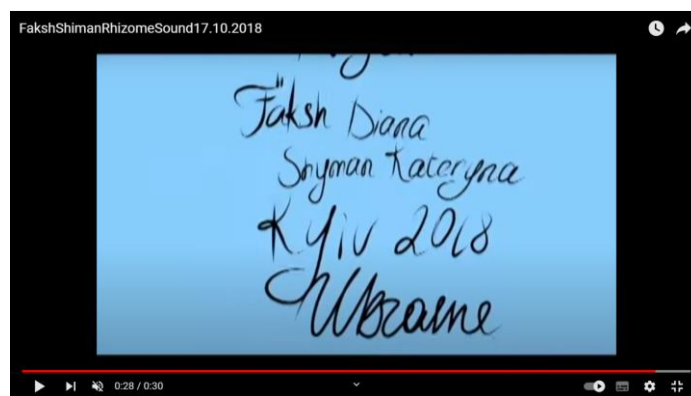 FakshShimanRhizomeSound17.10.2018
Faksh Diana
Shyman Kateryna
Kyiv 2018
Ukraine
0:28 / 0:30